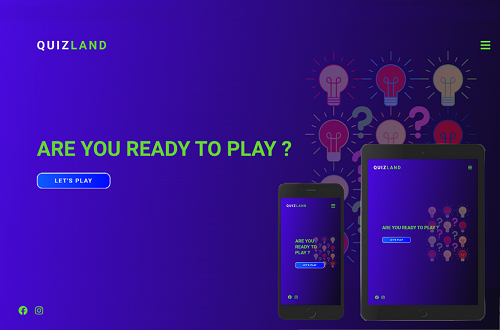 QUIZLAND
ARE YOU READY TO PLAY ?
LET'S PLAY
QUIZLAND
ARE YOU
READY TO
PLAY ?
LET'S PLAY
QUIZLAND
ARE YOU READY TO PLAY ?
LET'S PLAY